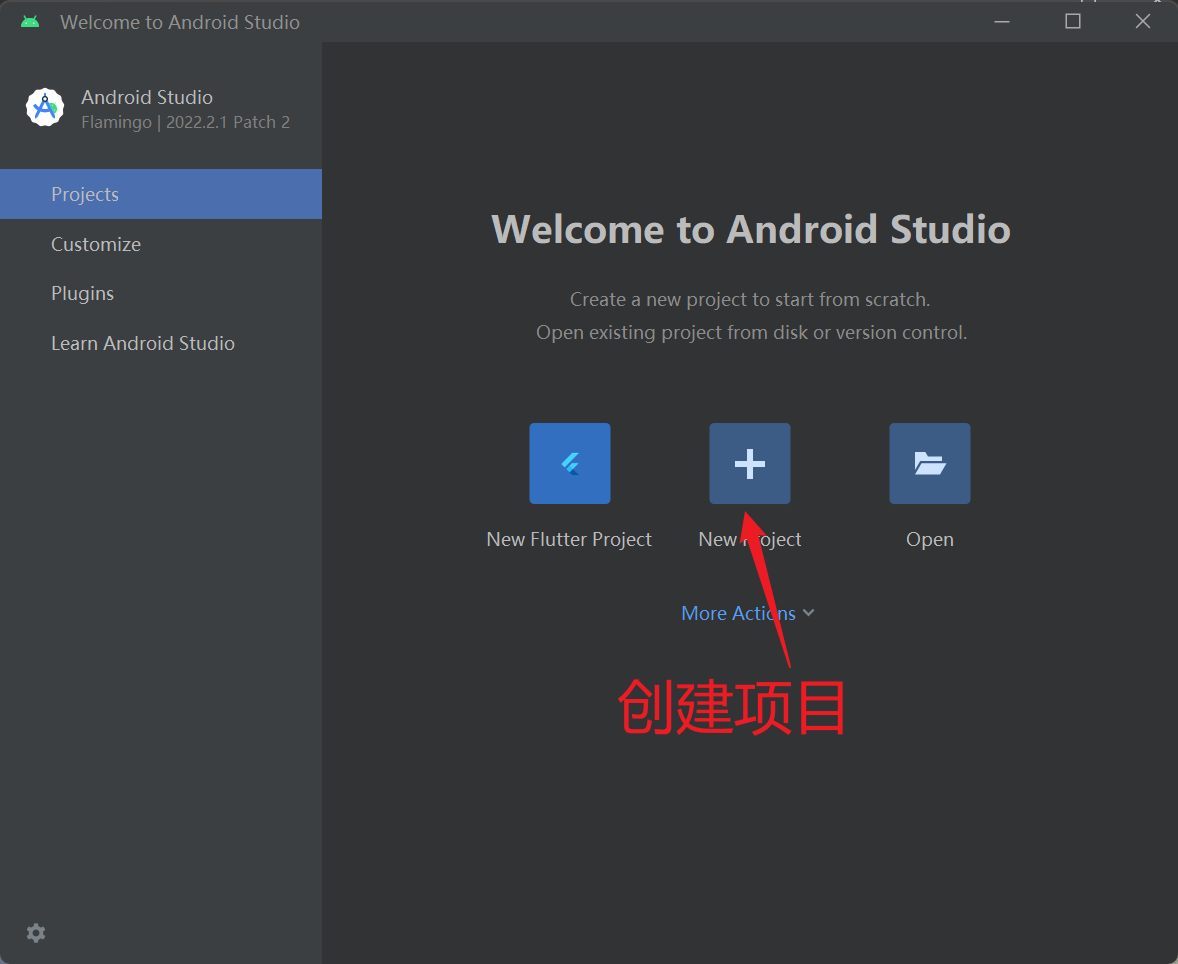 Welcome to Android Studio
Android Studio
Flamingo | 2022.2.1 Patch 2
Projects
Customize
Plugins
Learn Android Studio
Welcome to Android Studio
Create a new project to start from scratch.
Open existing project from disk or version control.
New Flutter Project
New Project
Open
More Actions
创建项目